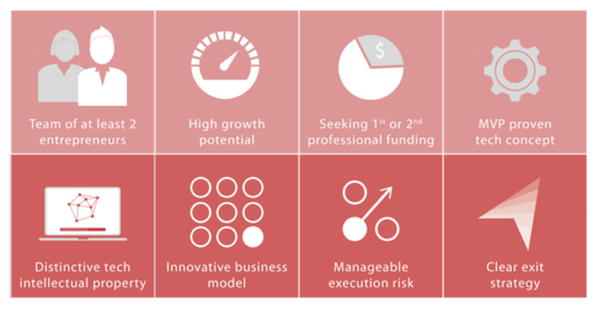 Team of at least 2
entrepreneurs
High growth
potential
$
Seeking 1st or 2nd
professional funding
MVP proven
tech concept
Distinctive tech
intellectual property
Innovative business
model
Manageable
execution risk
Clear exit
strategy